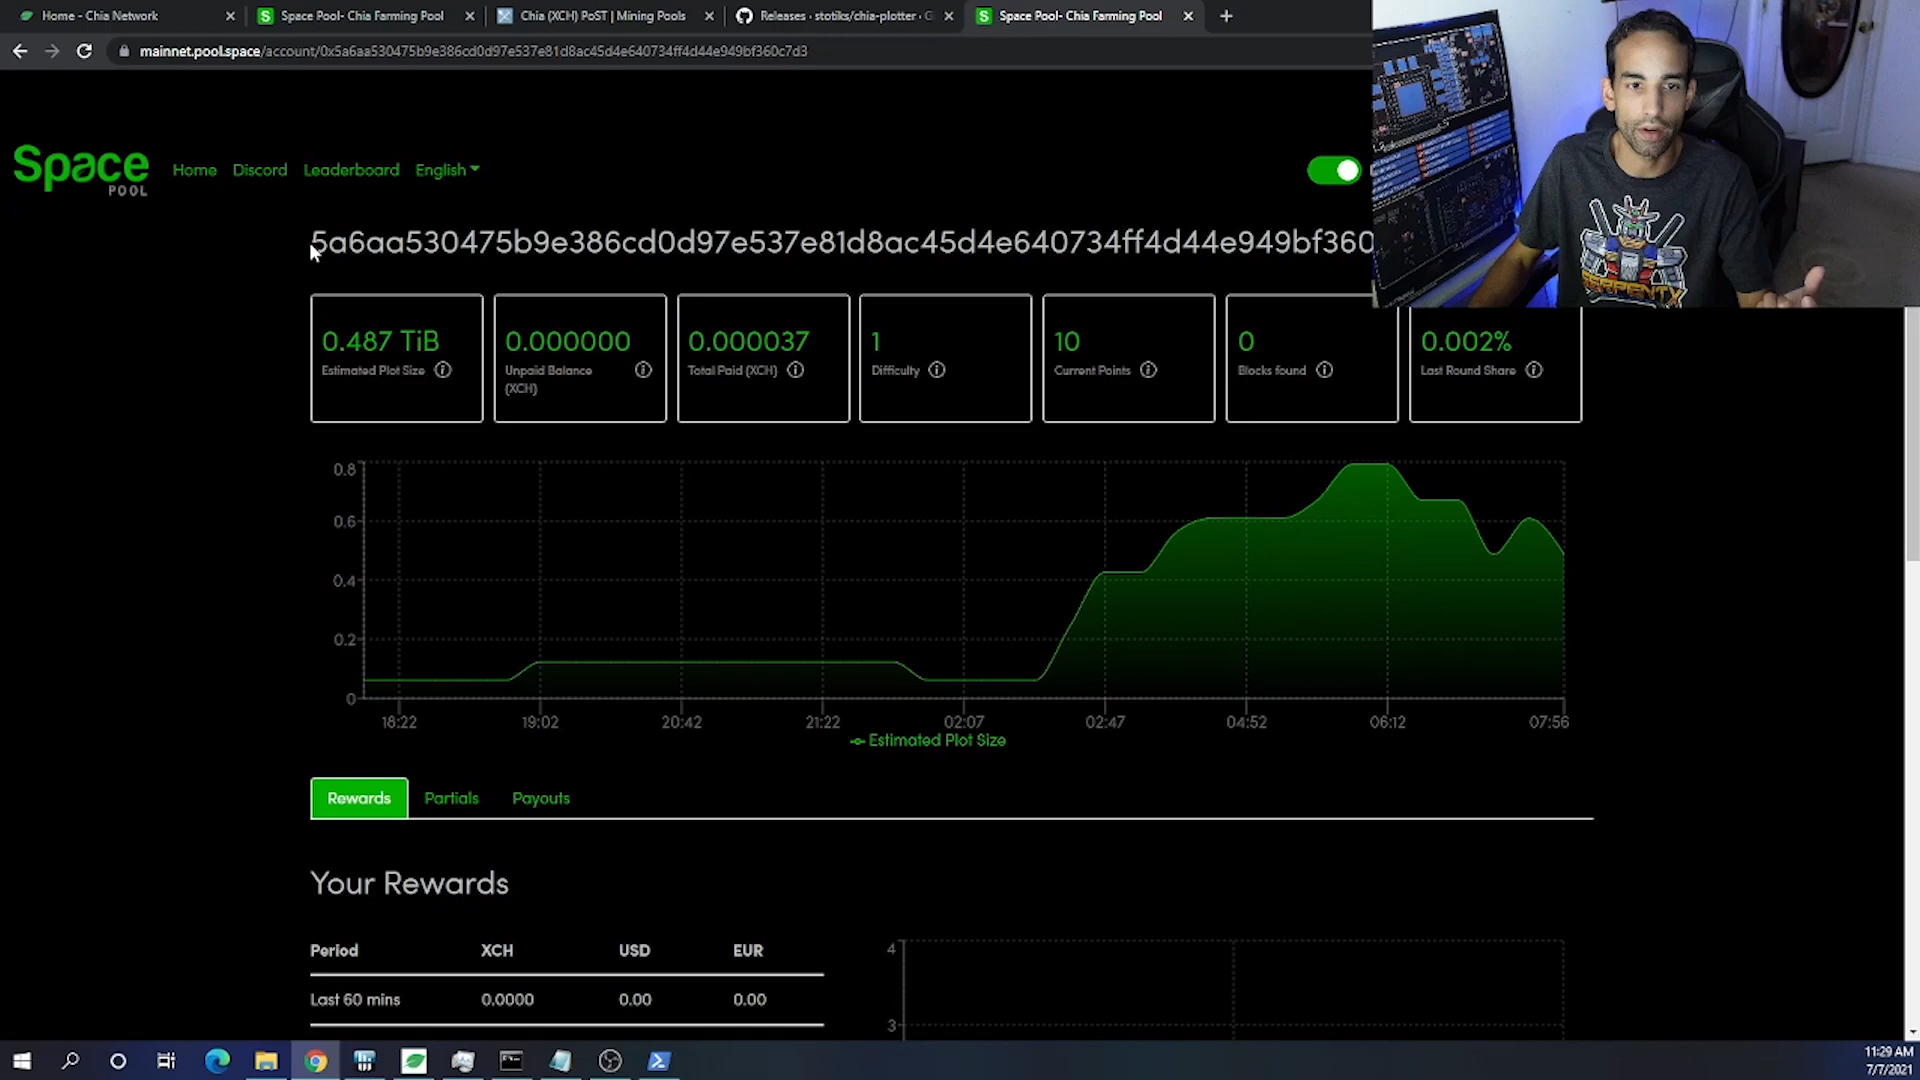 Home - Chia Network
Space Pool- Chia Farming Pool
Chia (XCH) PoST | Mining Pools
Releases · stotiks/chia-plotter · G
Space Pool- Chia Farming Pool
mainnet.pool.space/account/0x5a6aa530475b9e386cd0d97e537e81d8ac45d4e640734ff4d44e949bf360c7d3
Space
POOL
Home
Discord
Leaderboard
English
5a6aa530475b9e386cd0d97e537e81d8ac45d4e640734ff4d44e949bf360
0.487 TiB
Estimated Plot Size
0.000000
Unpaid Balance
(XCH)
0.000037
Total Paid (XCH)
1
Difficulty
10
Current Points
0
Blocks found
0.002%
Last Round Share
0.8
0.6
0.4
0.2
0
18:22 19:02 20:42 21:22 02:07 02:47 04:52 06:12 07:56
Estimated Plot Size
Rewards Partials Payouts
Your Rewards
Period XCH USD EUR
Last 60 mins 0.0000 0.00 0.00
4
3
SERPENTX
11:29 AM
7/7/2021